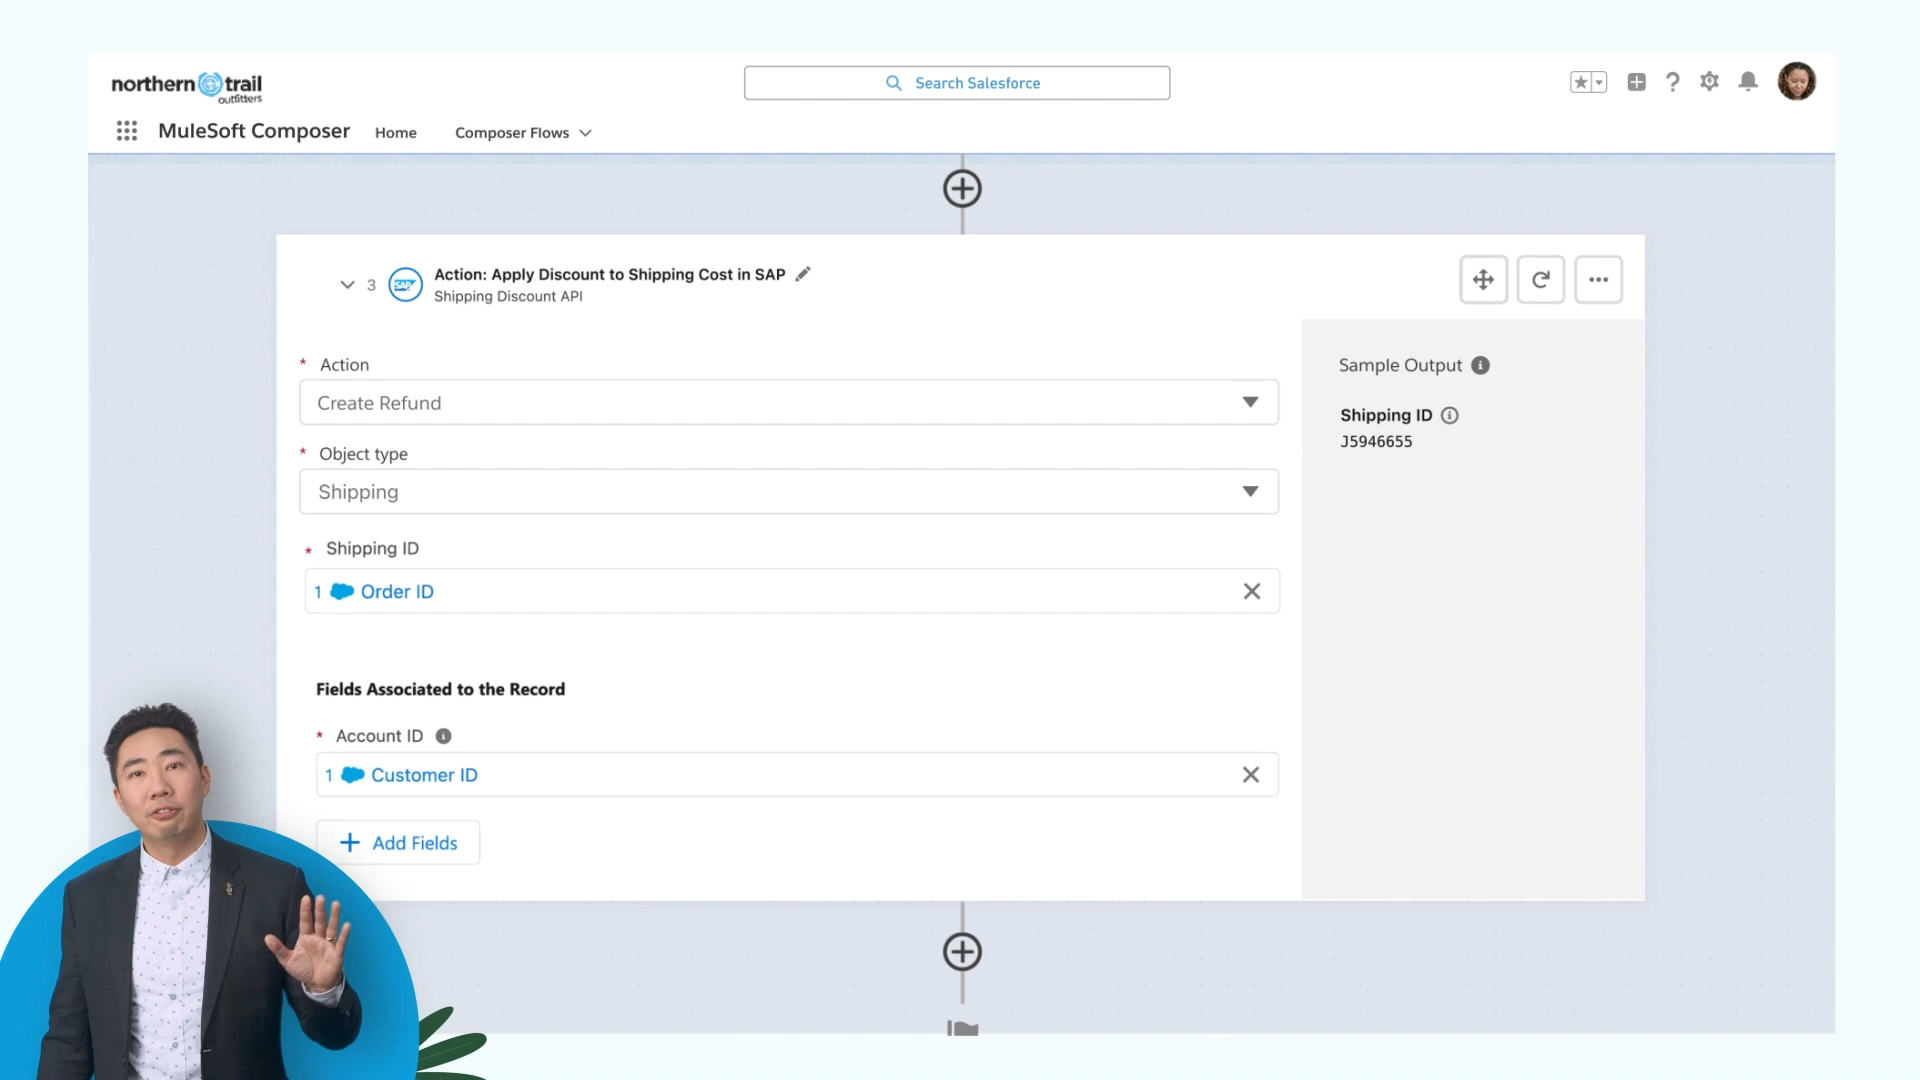 northern trail
outfitters
Search Salesforce
MuleSoft Composer
Home
Composer Flows
3
SAP
Action: Apply Discount to Shipping Cost in SAP
Shipping Discount API
* Action
Create Refund
* Object type
Shipping
* Shipping ID
1 Order ID
Fields Associated to the Record
* Account ID
1 Customer ID
+ Add Fields
Sample Output
Shipping ID
J5946655